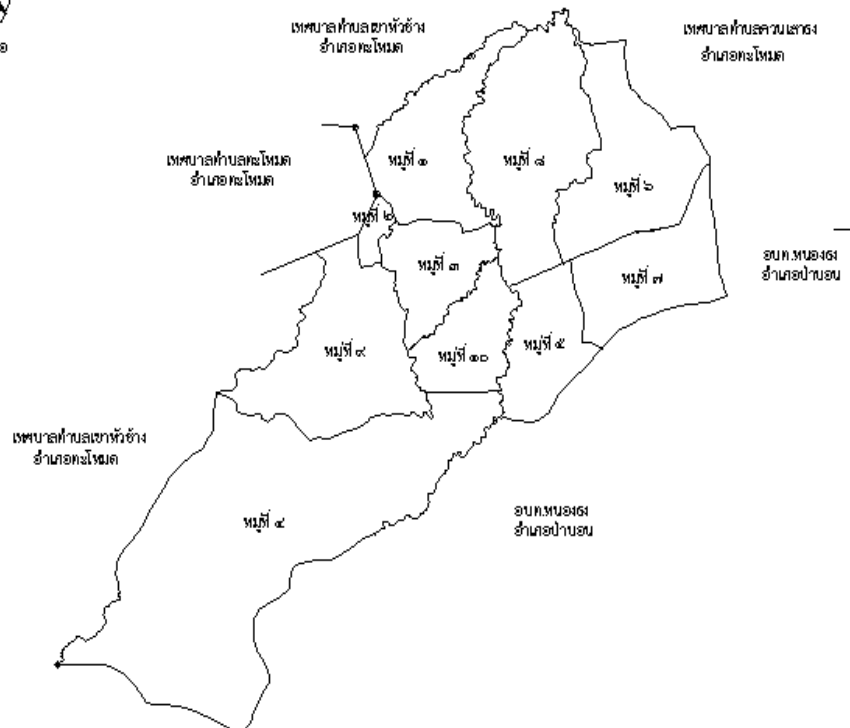 เทศบาลตำบลเขาหัวช้าง
อำเภอตะโหมด
เทศบาลตำบลควนเสาธง
อำเภอตะโหมด
เทศบาลตำบลตะโหมด
อำเภอตะโหมด
หมู่ที่ ๑
หมู่ที่ ๘
หมู่ที่ ๖
หมู่ที่ ๒
หมู่ที่ ๓
หมู่ที่ ๗
อบต.หนองธง
อำเภอป่าบอน
หมู่ที่ ๙
หมู่ที่ ๑๐
หมู่ที่ ๕
เทศบาลตำบลเขาหัวช้าง
อำเภอตะโหมด
หมู่ที่ ๔
อบต.หนองธง
อำเภอป่าบอน